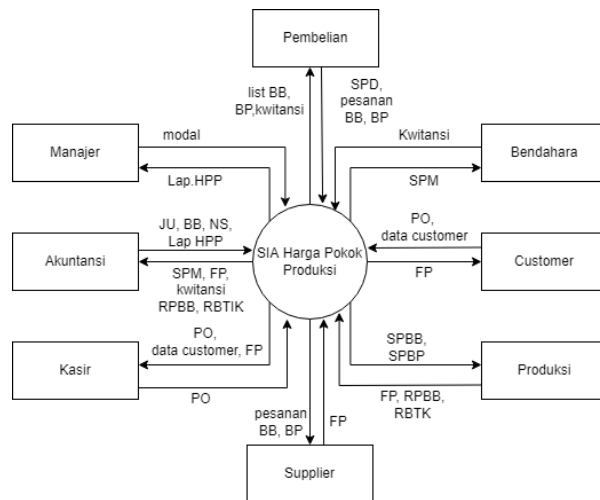 Pembelian
list BB,
BP,kwitansi
SPD,
pesanan
BB, BP
Manajer
modal
Lap.HPP
Kwitansi
SPM
Bendahara
Akuntansi
JU, BB, NS,
Lap HPP
SPM, FP,
kwitansi
RPBB, RBTIK
SIA Harga Pokok
Produksi
PO,
data customer
FP
Customer
Kasir
PO,
data customer, FP
PO
SPBB,
SPBP
FP, RPBB,
RBTK
Produksi
pesanan
BB, BP
FP
Supplier